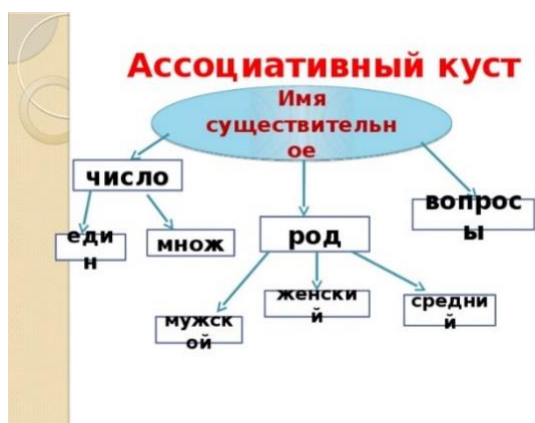 Ассоциативный куст
Имя
существительн
ое
число
вопрос
ы
един
н
множ
род
женски
й
средни
й
мужск
ой